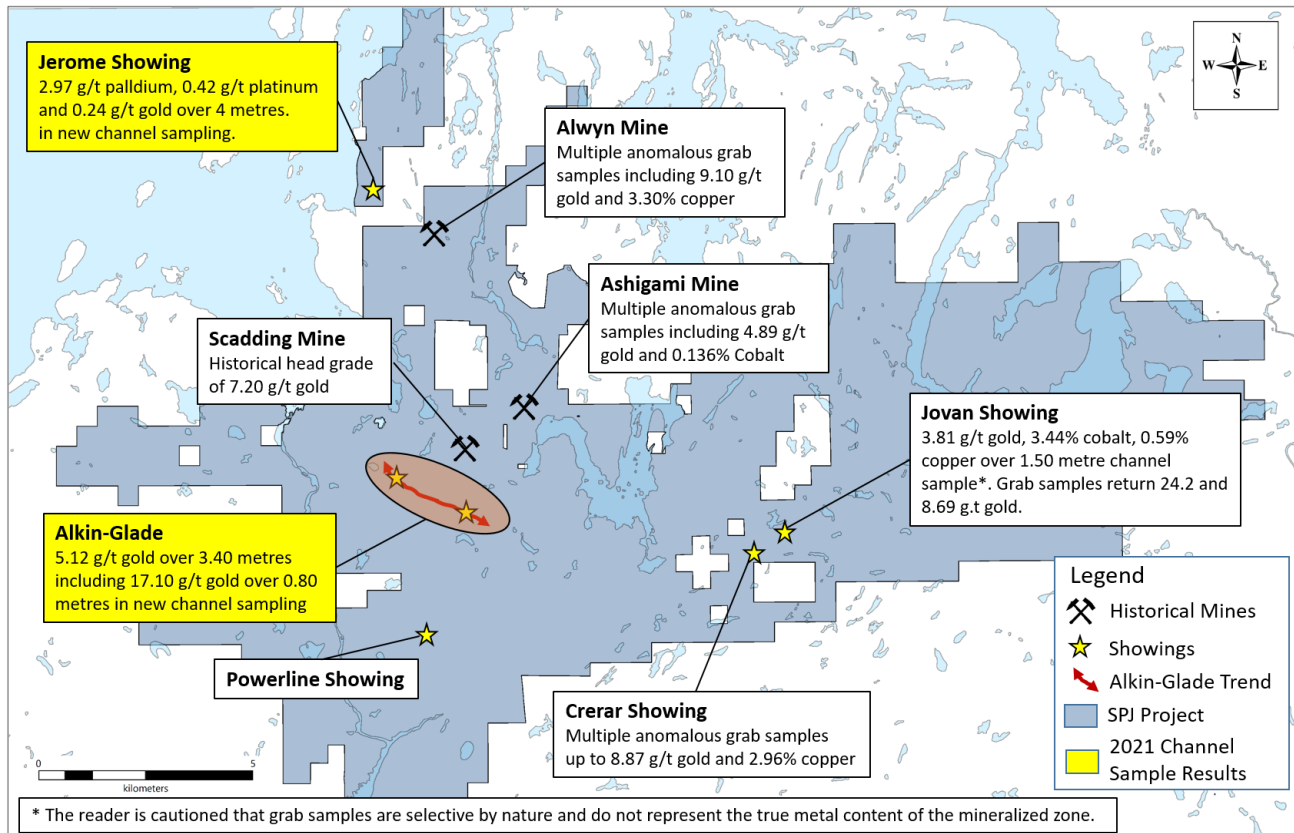 Jerome Showing
2.97 g/t palldium, 0.42 g/t platinum
and 0.24 g/t gold over 4 metres.
in new channel sampling.
N
W E
S
Alwyn Mine
Multiple anomalous grab
samples including 9.10 g/t
gold and 3.30% copper
Ashigami Mine
Multiple anomalous grab
samples including 4.89 g/t
gold and 0.136% Cobalt
Scadding Mine
Historical head grade
of 7.20 g/t gold
Jovan Showing
3.81 g/t gold, 3.44% cobalt, 0.59%
copper over 1.50 metre channel
sample*. Grab samples return 24.2 and
8.69 g.t gold.
Alkin-Glade
5.12 g/t gold over 3.40 metres
including 17.10 g/t gold over 0.80
metres in new channel sampling
Powerline Showing
Crerar Showing
Multiple anomalous grab samples
up to 8.87 g/t gold and 2.96% copper
Legend
Historical Mines
Showings
Alkin-Glade Trend
SPJ Project
2021 Channel
Sample Results
0 5
kilometers
* The reader is cautioned that grab samples are selective by nature and do not represent the true metal content of the mineralized zone.